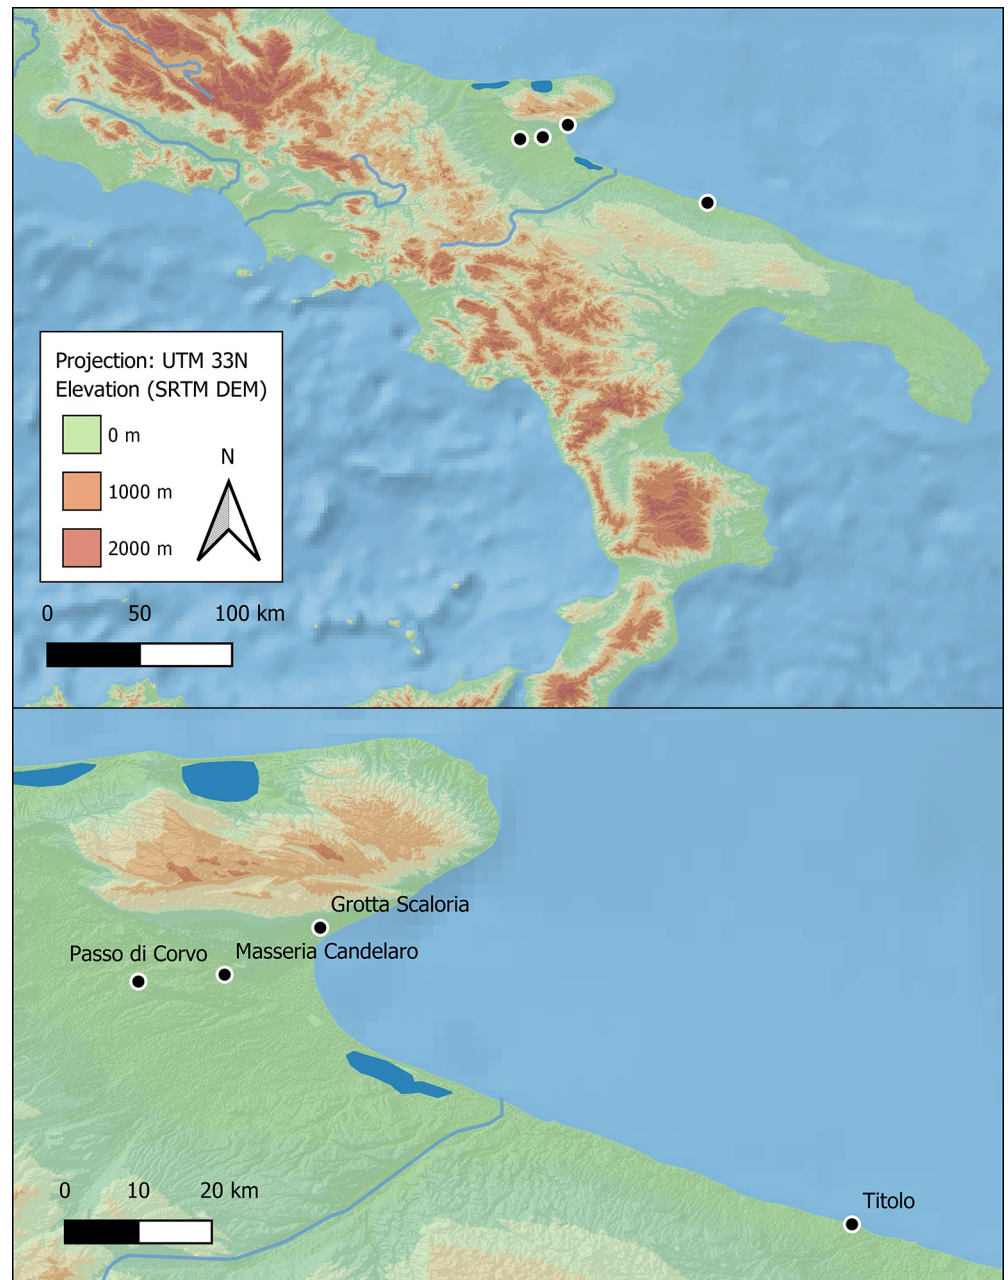 Projection: UTM 33N
Elevation (SRTM DEM)
0 m
N
1000 m
2000 m
0 50 100 km
Grotta Scaloria
Passo di Corvo
Masseria Candelaro
0 10 20 km
Titolo